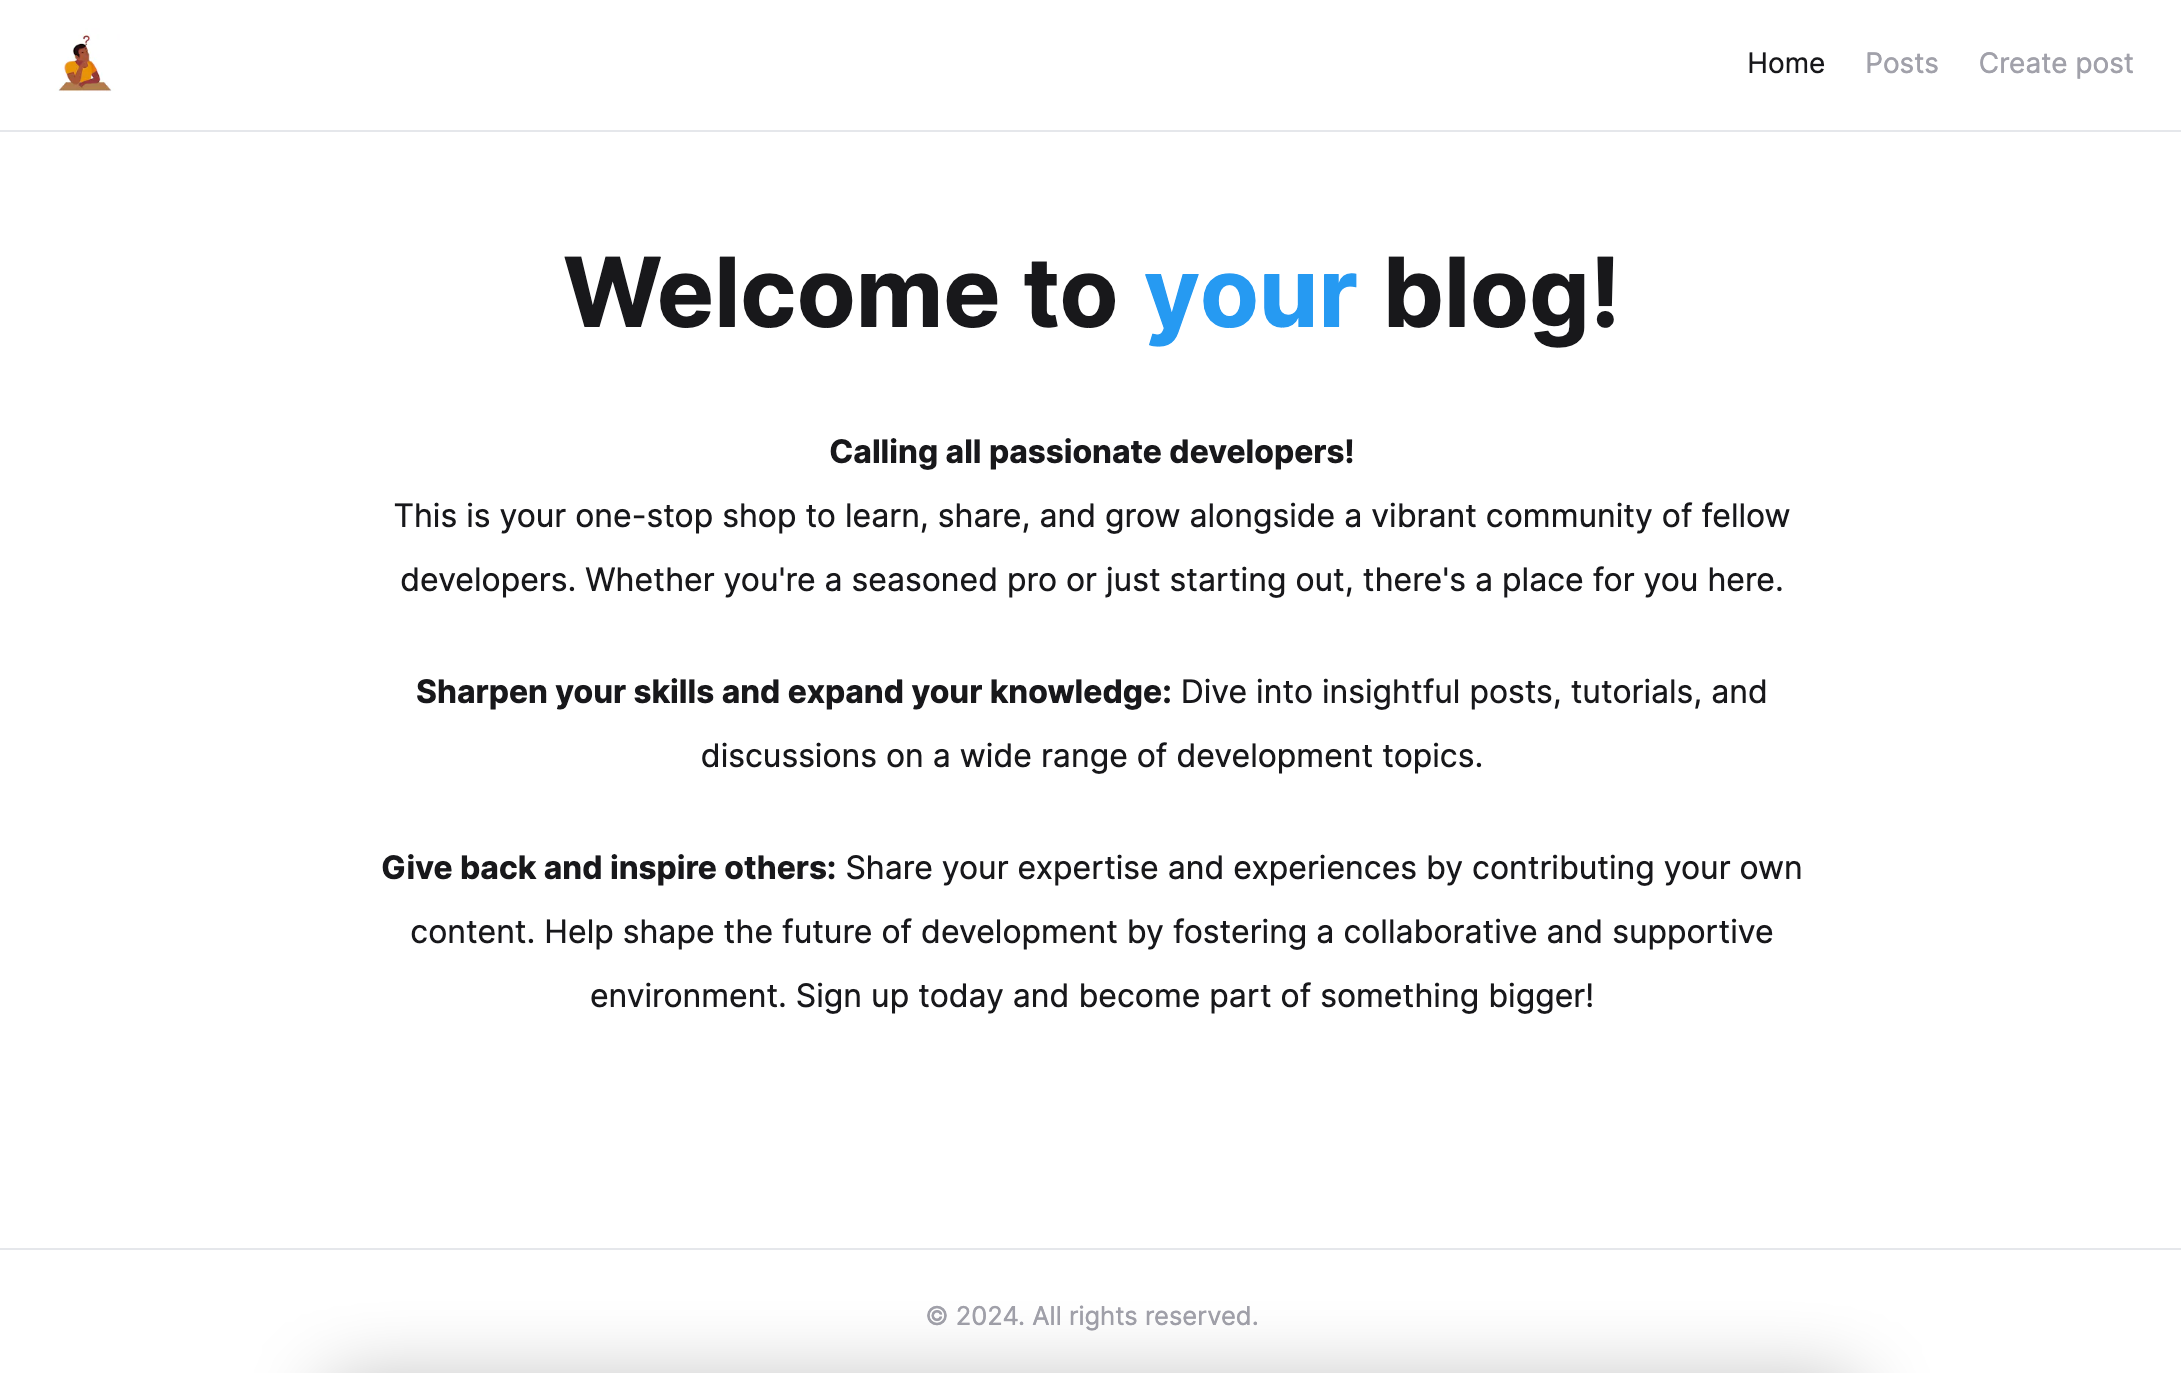 Home Posts Create post
Welcome to your blog!
Calling all passionate developers!
This is your one-stop shop to learn, share, and grow alongside a vibrant community of fellow
developers. Whether you're a seasoned pro or just starting out, there's a place for you here.
Sharpen your skills and expand your knowledge: Dive into insightful posts, tutorials, and
discussions on a wide range of development topics.
Give back and inspire others: Share your expertise and experiences by contributing your own
content. Help shape the future of development by fostering a collaborative and supportive
environment. Sign up today and become part of something bigger!
© 2024. All rights reserved.